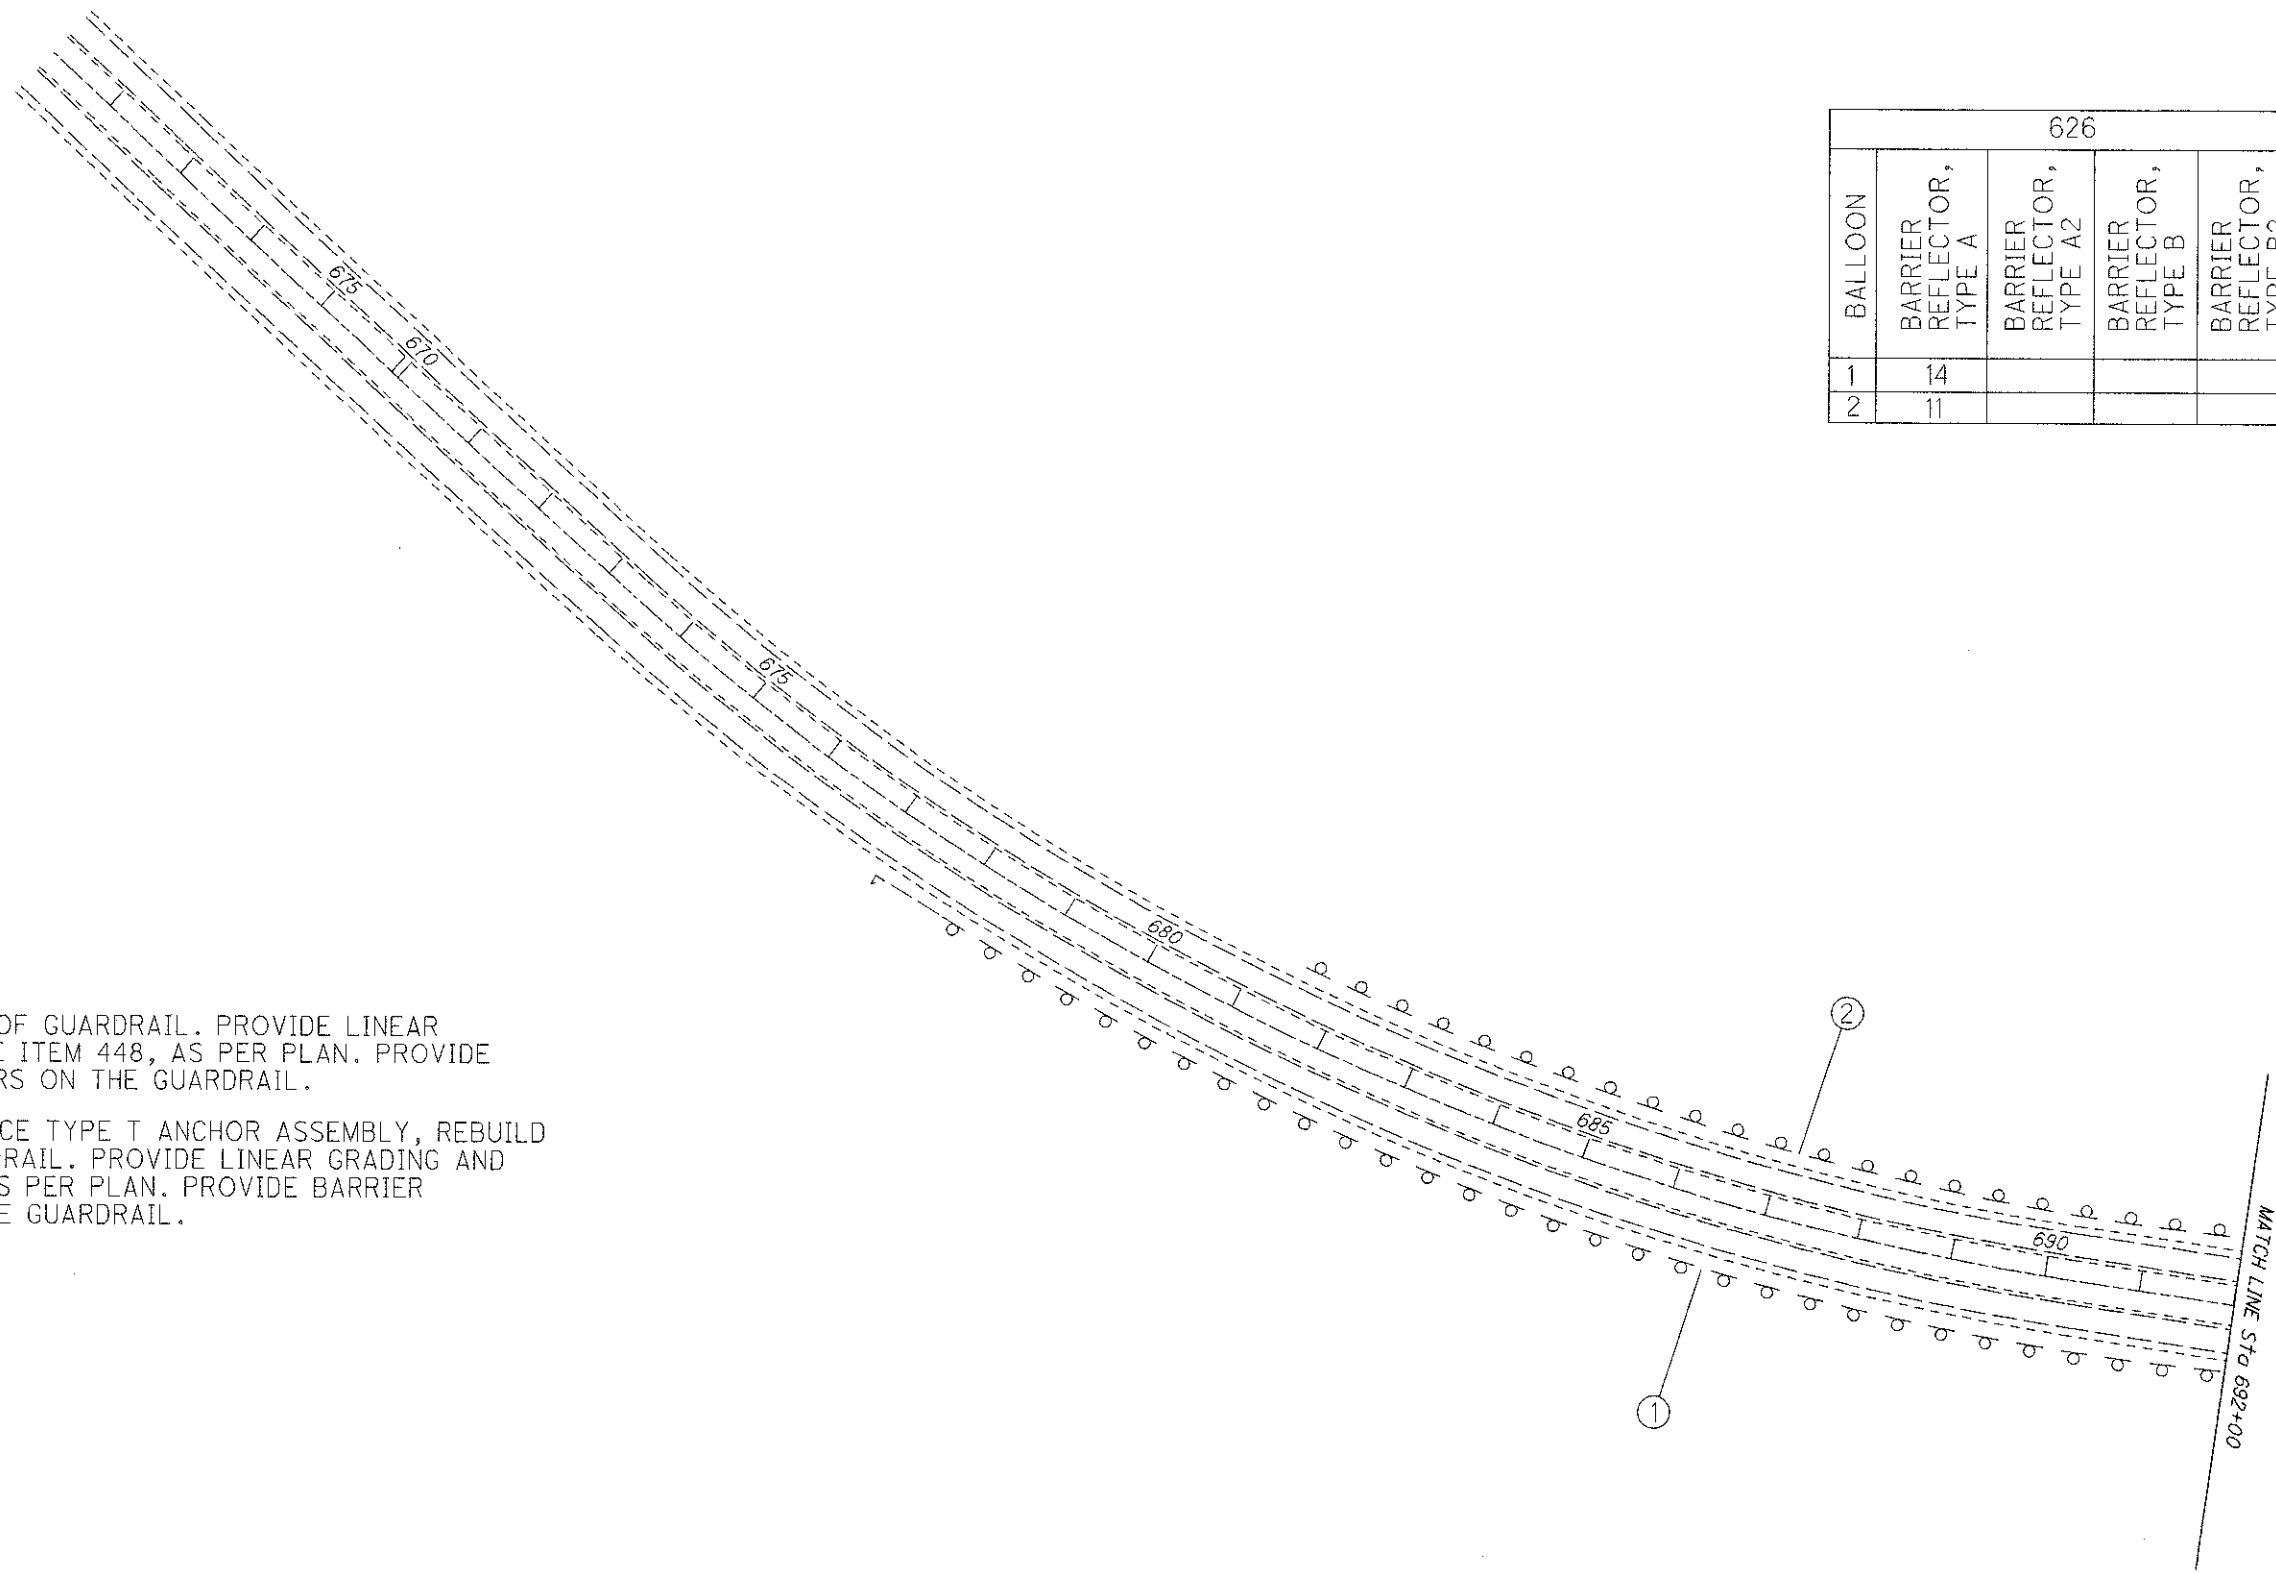 626
BALLOON
BARRIER
REFLECTOR,
TYPE A
BARRIER
REFLECTOR,
TYPE A2
BARRIER
REFLECTOR,
TYPE B
BARRIER
REFLECTOR,
TYPE B2
1 14
2 11
675
670
675
680
685
690
2
1
MATCH LINE Sta 692+00
OF GUARDRAIL. PROVIDE LINEAR
ITEM 448, AS PER PLAN. PROVIDE
RS ON THE GUARDRAIL.
CE TYPE T ANCHOR ASSEMBLY, REBUILD
RAIL. PROVIDE LINEAR GRADING AND
S PER PLAN. PROVIDE BARRIER
E GUARDRAIL.